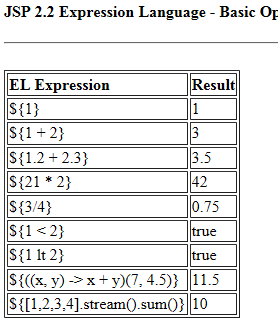 JSP 2.2 Expression Language - Basic Op
EL Expression Result
${1} 1
${1 + 2} 3
${1.2 + 2.3} 3.5
${21 * 2} 42
${3/4} 0.75
${1 < 2} true
${1 lt 2} true
${((x, y) -> x + y)(7, 4.5)} 11.5
${[1,2,3,4].stream().sum()} 10